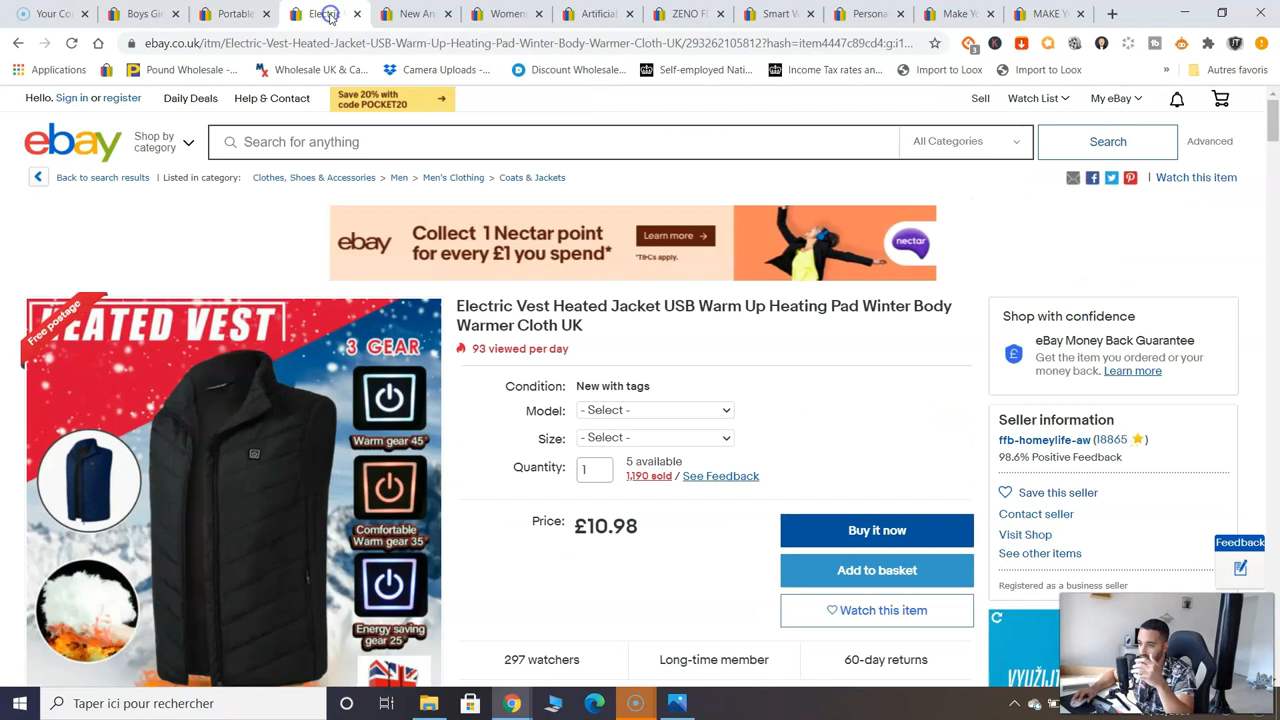 Your Co
Boys Gi
Portable
Electric
New An
Womens
Artificial
ZENO Fi
Smart W
Persona
Make Yo
MAKE Y
ebay.co.uk/itm/Electric-Vest-Heated-Jacket-USB-Warm-Up-Heating-Pad-Winter-Body-Warmer-Cloth-UK/293262105812?hash=item4447c89cd4:g:i1...
Applications
Pound Wholesale -...
Wholesale UK & Ca...
Camera Uploads -...
Discount Wholesale...
Self-employed Nati...
Income Tax rates an...
Import to Loox
Import to Loox
»
Autres favoris
Hello. Sign in or register
Daily Deals
Help & Contact
Save 20% with
code POCKET20
Sell
Watch List
My eBay
ebay
Shop by
category
Search for anything
All Categories
Search
Advanced
Back to search results
Listed in category:
Clothes, Shoes & Accessories > Men > Men's Clothing > Coats & Jackets
Watch this item
ebay
Collect 1 Nectar point
for every £1 you spend*
Learn more
*T&Cs apply.
nectar
Free postage
HEATED VEST
3 GEAR
Warm gear 45°
Comfortable
Warm gear 35°
Energy saving
gear 25°
Electric Vest Heated Jacket USB Warm Up Heating Pad Winter Body
Warmer Cloth UK
93 viewed per day
Condition: New with tags
Model: - Select -
Size: - Select -
Quantity: 1
5 available
1,190 sold / See Feedback
Price: £10.98
Buy it now
Add to basket
Watch this item
297 watchers
Long-time member
60-day returns
Shop with confidence
eBay Money Back Guarantee
Get the item you ordered or your
money back. Learn more
Seller information
ffb-homeylife-aw (18865 )
98.6% Positive Feedback
Save this seller
Contact seller
Visit Shop
See other items
Registered as a business seller
Feedback
VYUŽIJT
Taper ici pour rechercher